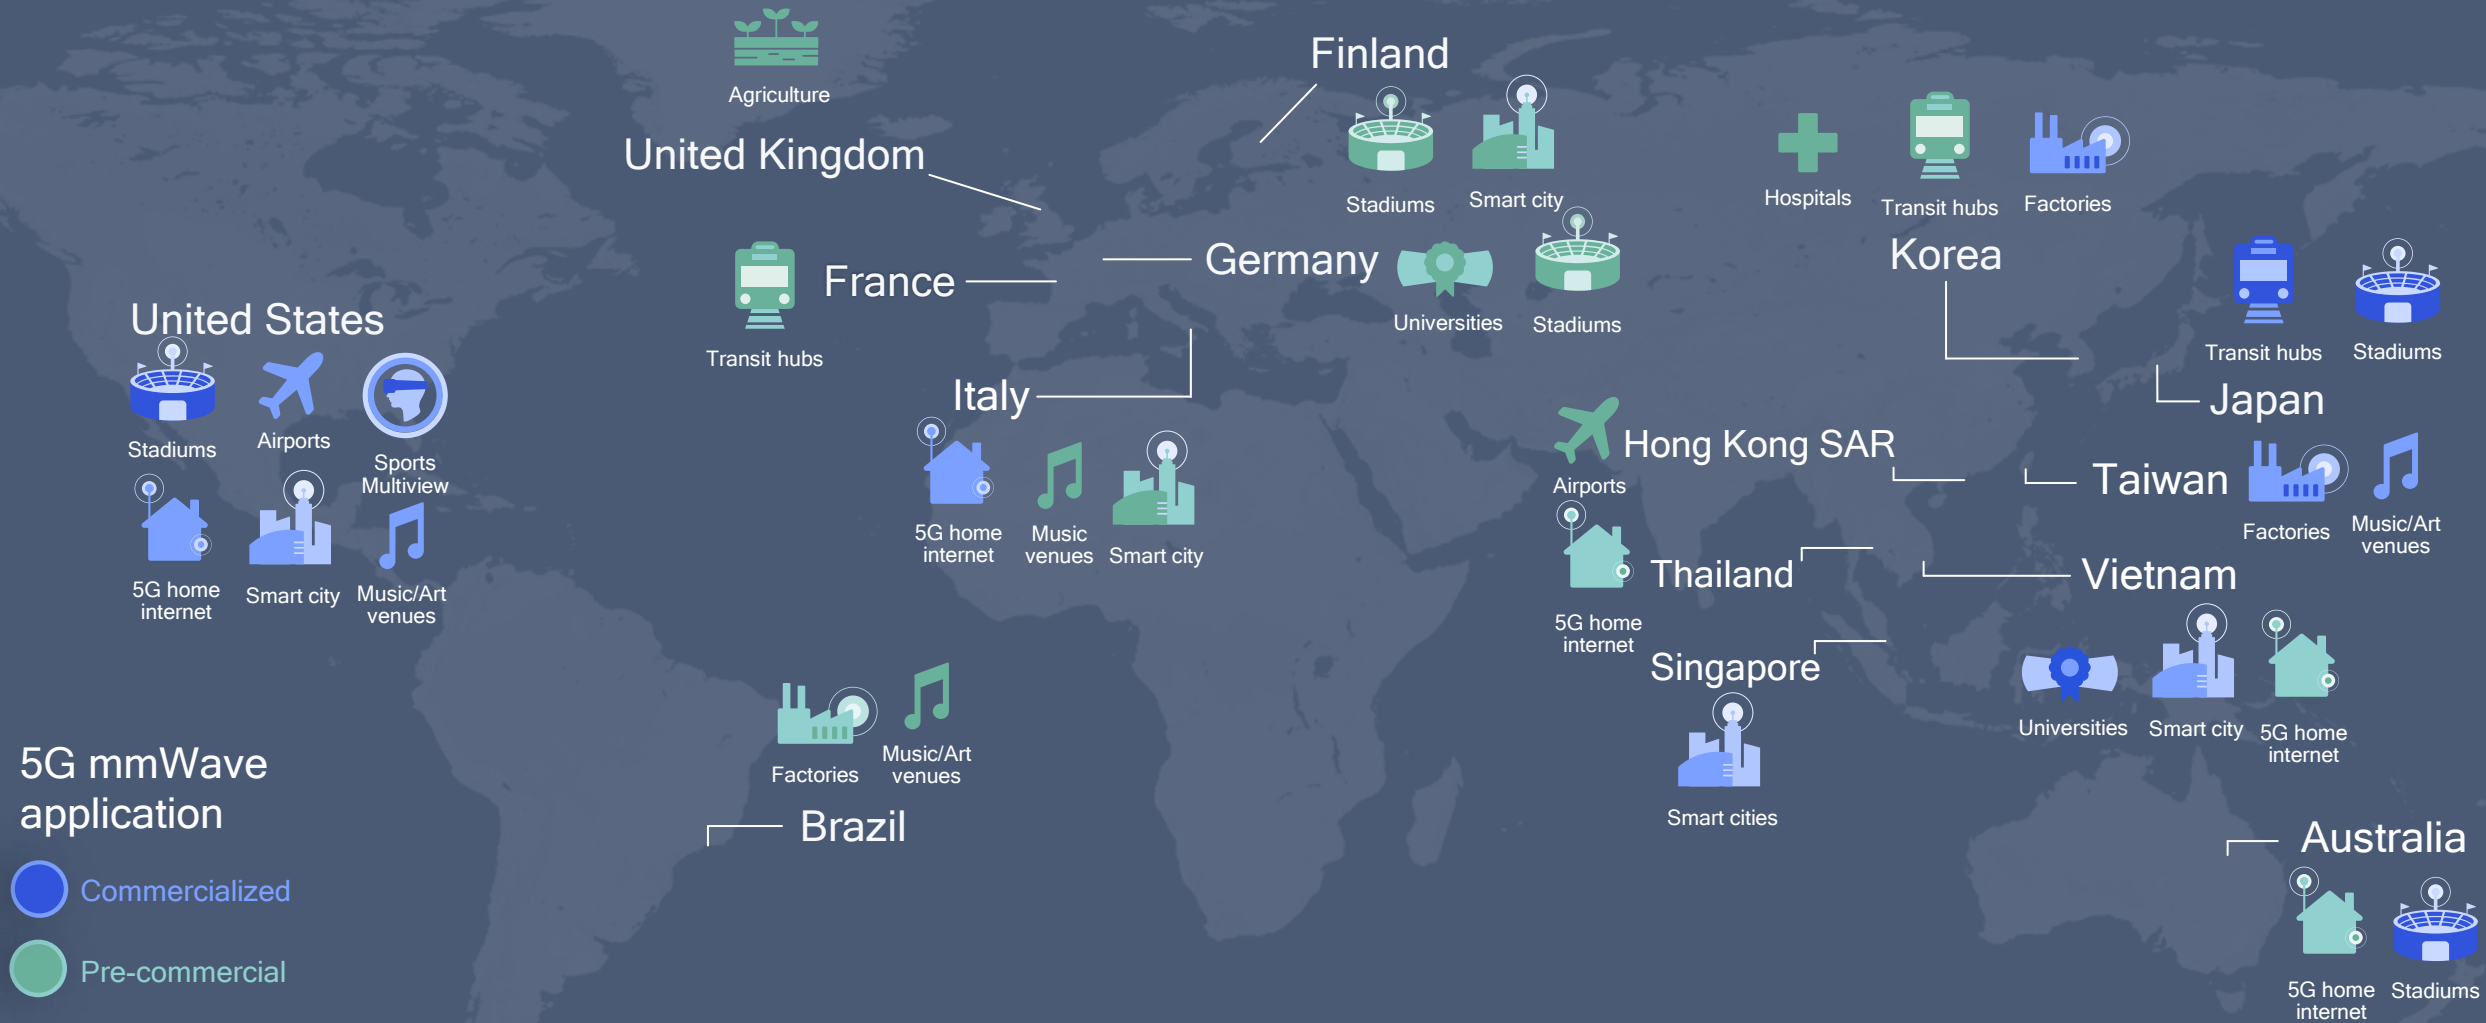 Agriculture
United Kingdom
Finland
Stadiums
Smart city
Hospitals
Transit hubs
Factories
Korea
France
Transit hubs
Germany
Universities
Stadiums
Transit hubs
Stadiums
Japan
United States
Stadiums
Airports
Sports
Multiview
5G home
internet
Smart city
Music/Art
venues
Italy
5G home
internet
Music
venues
Smart city
Hong Kong SAR
Airports
Taiwan
Factories
Music/Art
venues
Thailand
5G home
internet
Vietnam
Universities
Smart city
5G home
internet
Singapore
Smart cities
Factories
Music/Art
venues
Brazil
Australia
5G home
internet
Stadiums
5G mmWave
application
Commercialized
Pre-commercial